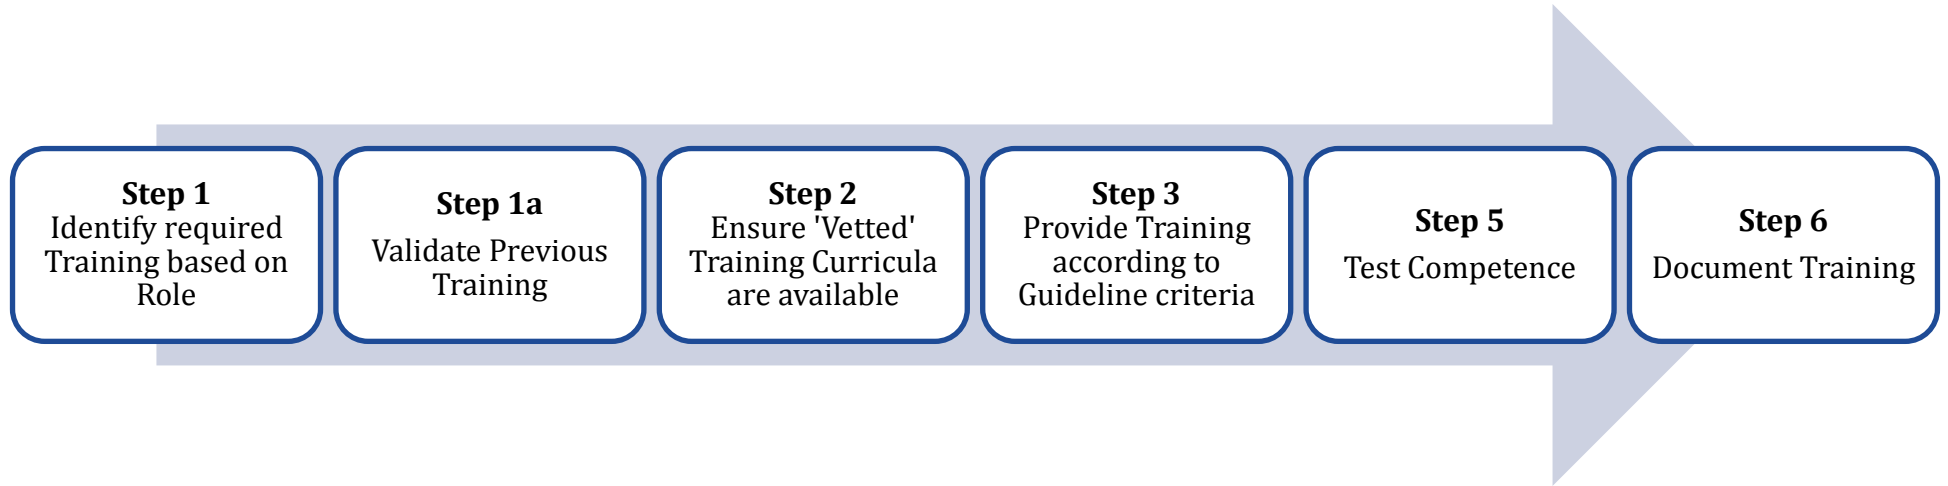 Step 1
Identify required
Training based on
Role
Step 1a
Validate Previous
Training
Step 2
Ensure 'Vetted'
Training Curricula
are available
Step 3
Provide Training
according to
Guideline criteria
Step 5
Test Competence
Step 6
Document Training